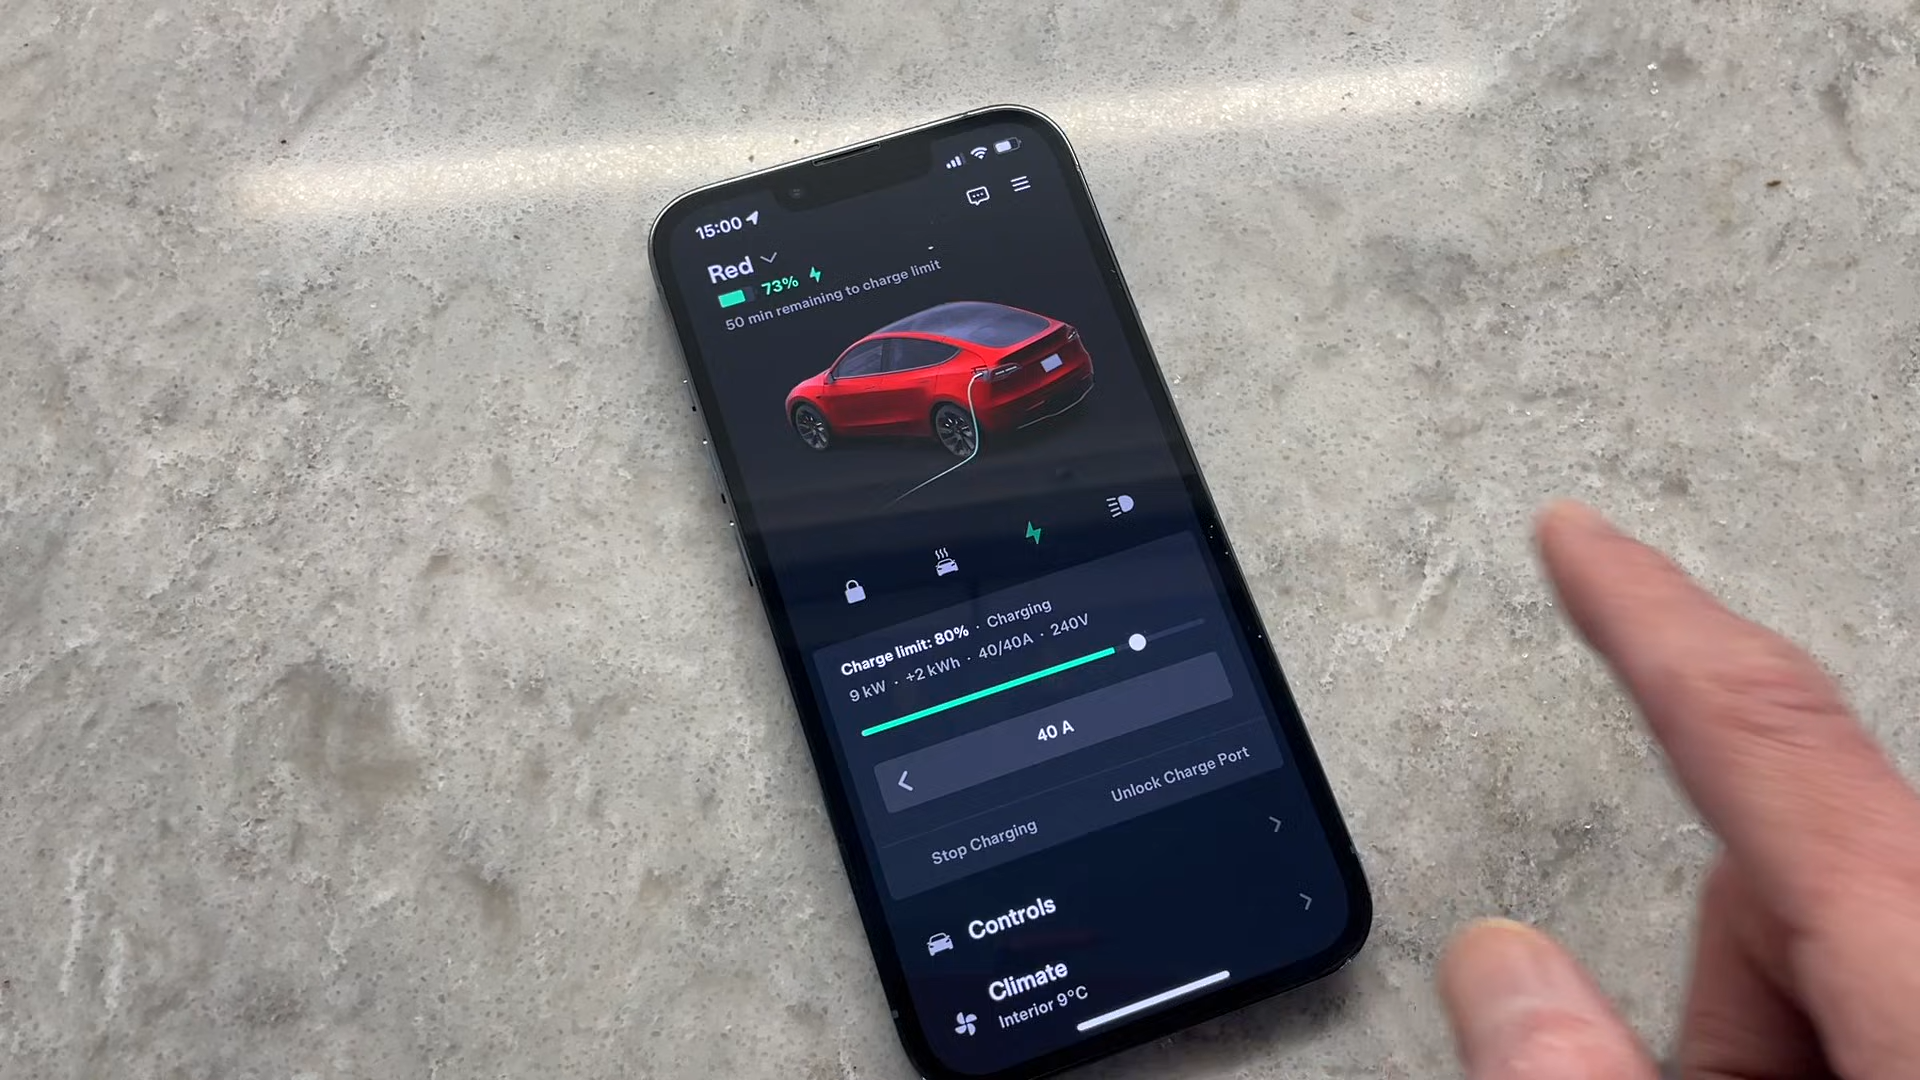 15:00
Red
73%
50 min remaining to charge limit
Charge limit: 80% · Charging
9 kW · +2 kWh · 40/40A · 240V
40 A
Stop Charging
Unlock Charge Port
Controls
Climate
Interior 9°C